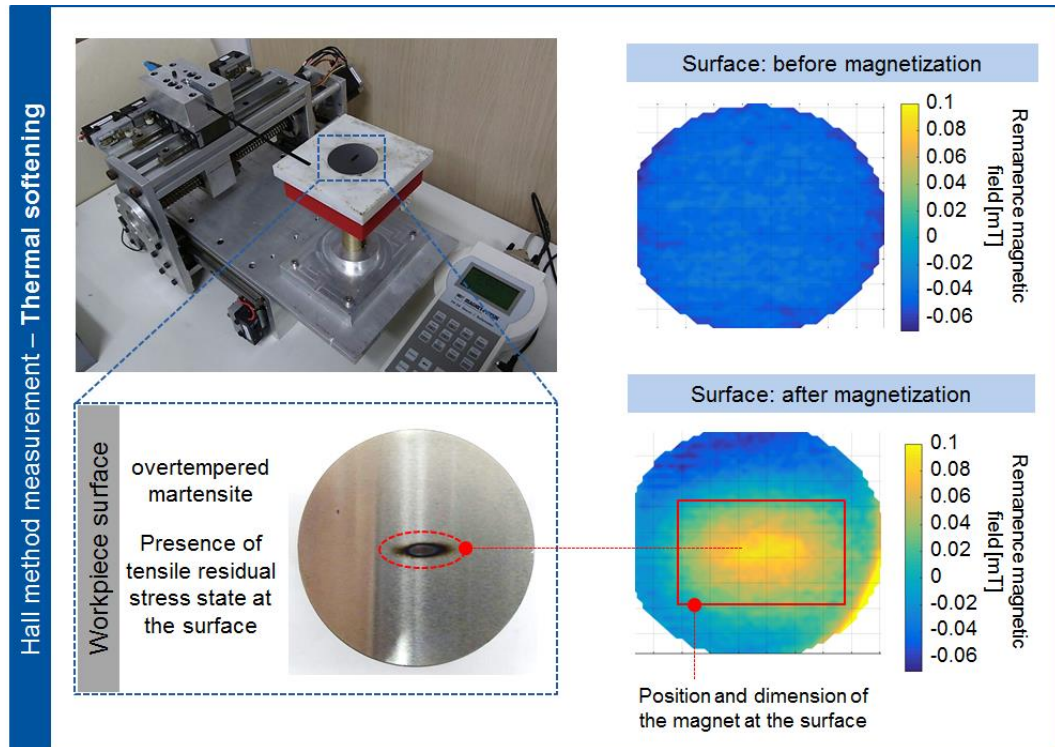 Hall method measurement – Thermal softening
Surface: before magnetization
0.1
0.08
0.06
0.04
0.02
0
-0.02
-0.04
-0.06
Remanence magnetic
field [mT]
Workpiece surface
overtempered
martensite
Presence of
tensile residual
stress state at
the surface
Surface: after magnetization
0.1
0.08
0.06
0.04
0.02
0
-0.02
-0.04
-0.06
Remanence magnetic
field [mT]
Position and dimension of
the magnet at the surface